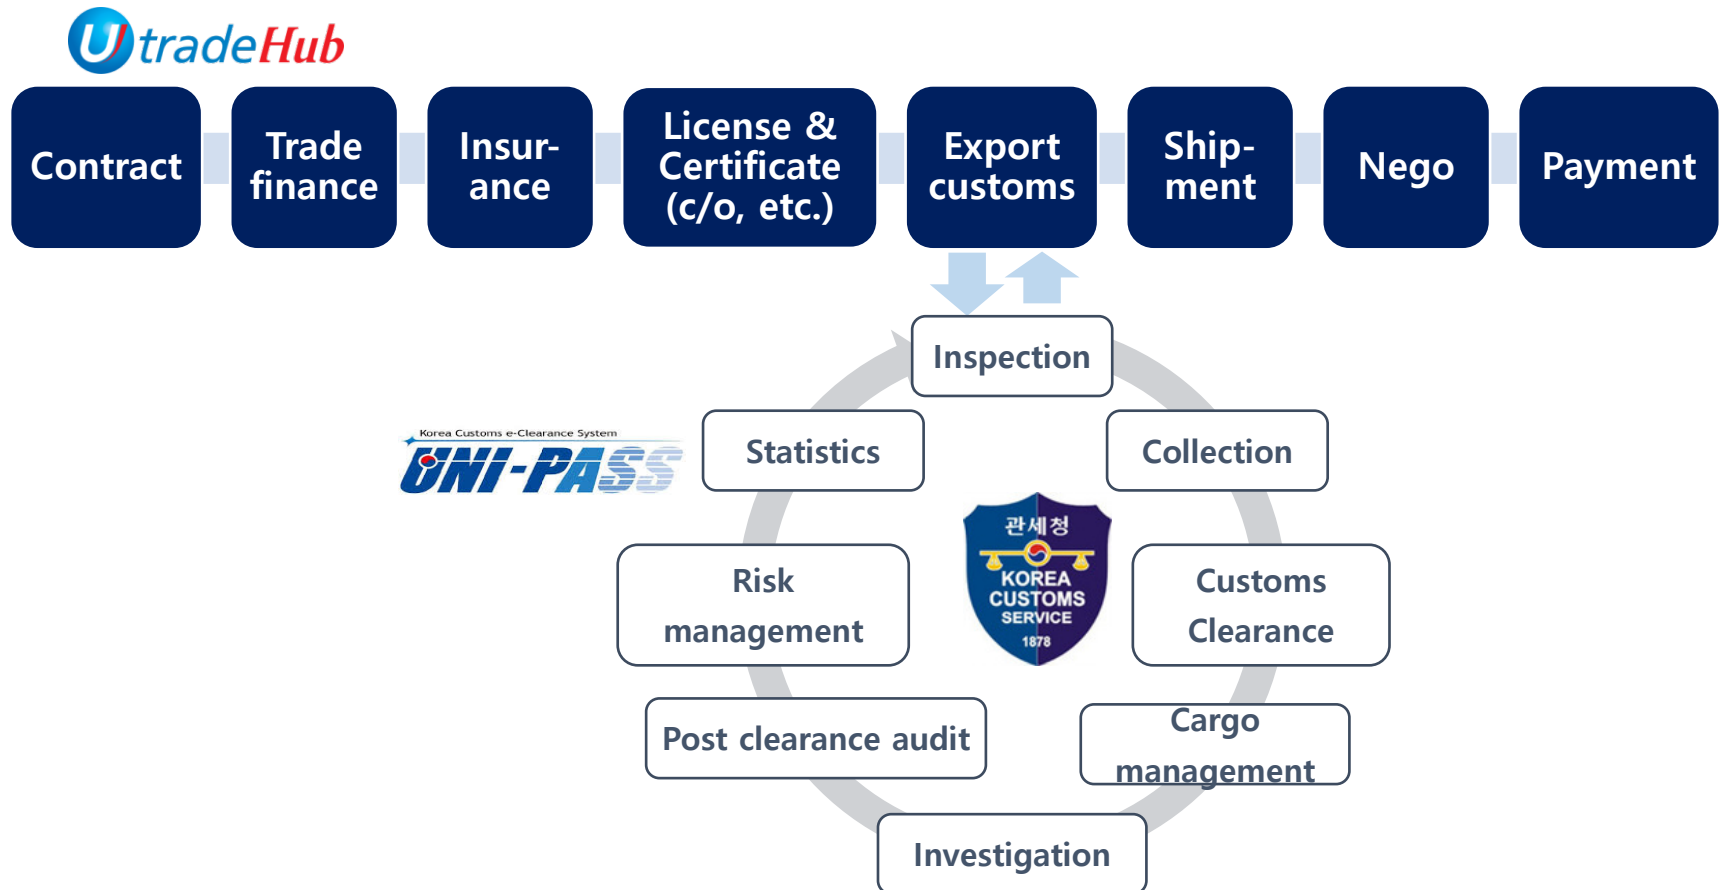 UtradeHub
Contract
Trade
finance
Insur-
ance
License &
Certificate
(c/o, etc.)
Export
customs
Ship-
ment
Nego
Payment
Inspection
Statistics
Collection
Korea Customs e-Clearance System
UNI-PASS
관세청
KOREA
CUSTOMS
SERVICE
1878
Risk
management
Customs
Clearance
Post clearance audit
Cargo
management
Investigation